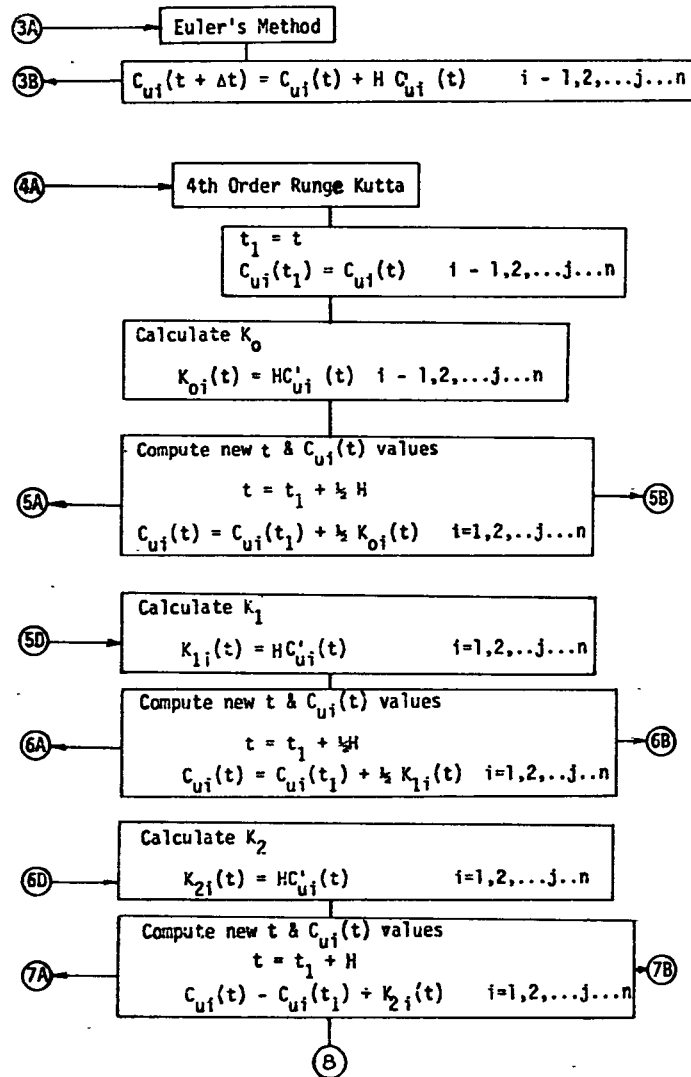 3A Euler's Method
3B C_ui(t + Δt) = C_ui(t) + H C'_ui (t) i - 1,2,...j...n
4A 4th Order Runge Kutta
t_1 = t
C_ui(t_1) = C_ui(t) i - 1,2,...j...n
Calculate K_o
K_oi(t) = HC'_ui (t) i - 1,2,...j...n
Compute new t & C_ui(t) values
t = t_1 + ½ H
5A 5B
C_ui(t) = C_ui(t_1) + ½ K_oi(t) i=1,2,..j...n
Calculate K_1
5D K_1i(t) = HC'_ui(t) i=1,2,..j...n
Compute new t & C_ui(t) values
6A t = t_1 + ½H 6B
C_ui(t) = C_ui(t_1) + ½ K_1i(t) i=1,2,..j..n
Calculate K_2
6D K_2i(t) = HC'_ui(t) i=1,2,...j..n
Compute new t & C_ui(t) values
t = t_1 + H
7A 7B
C_ui(t) - C_ui(t_1) + K_2i(t) i=1,2,...j...n
8